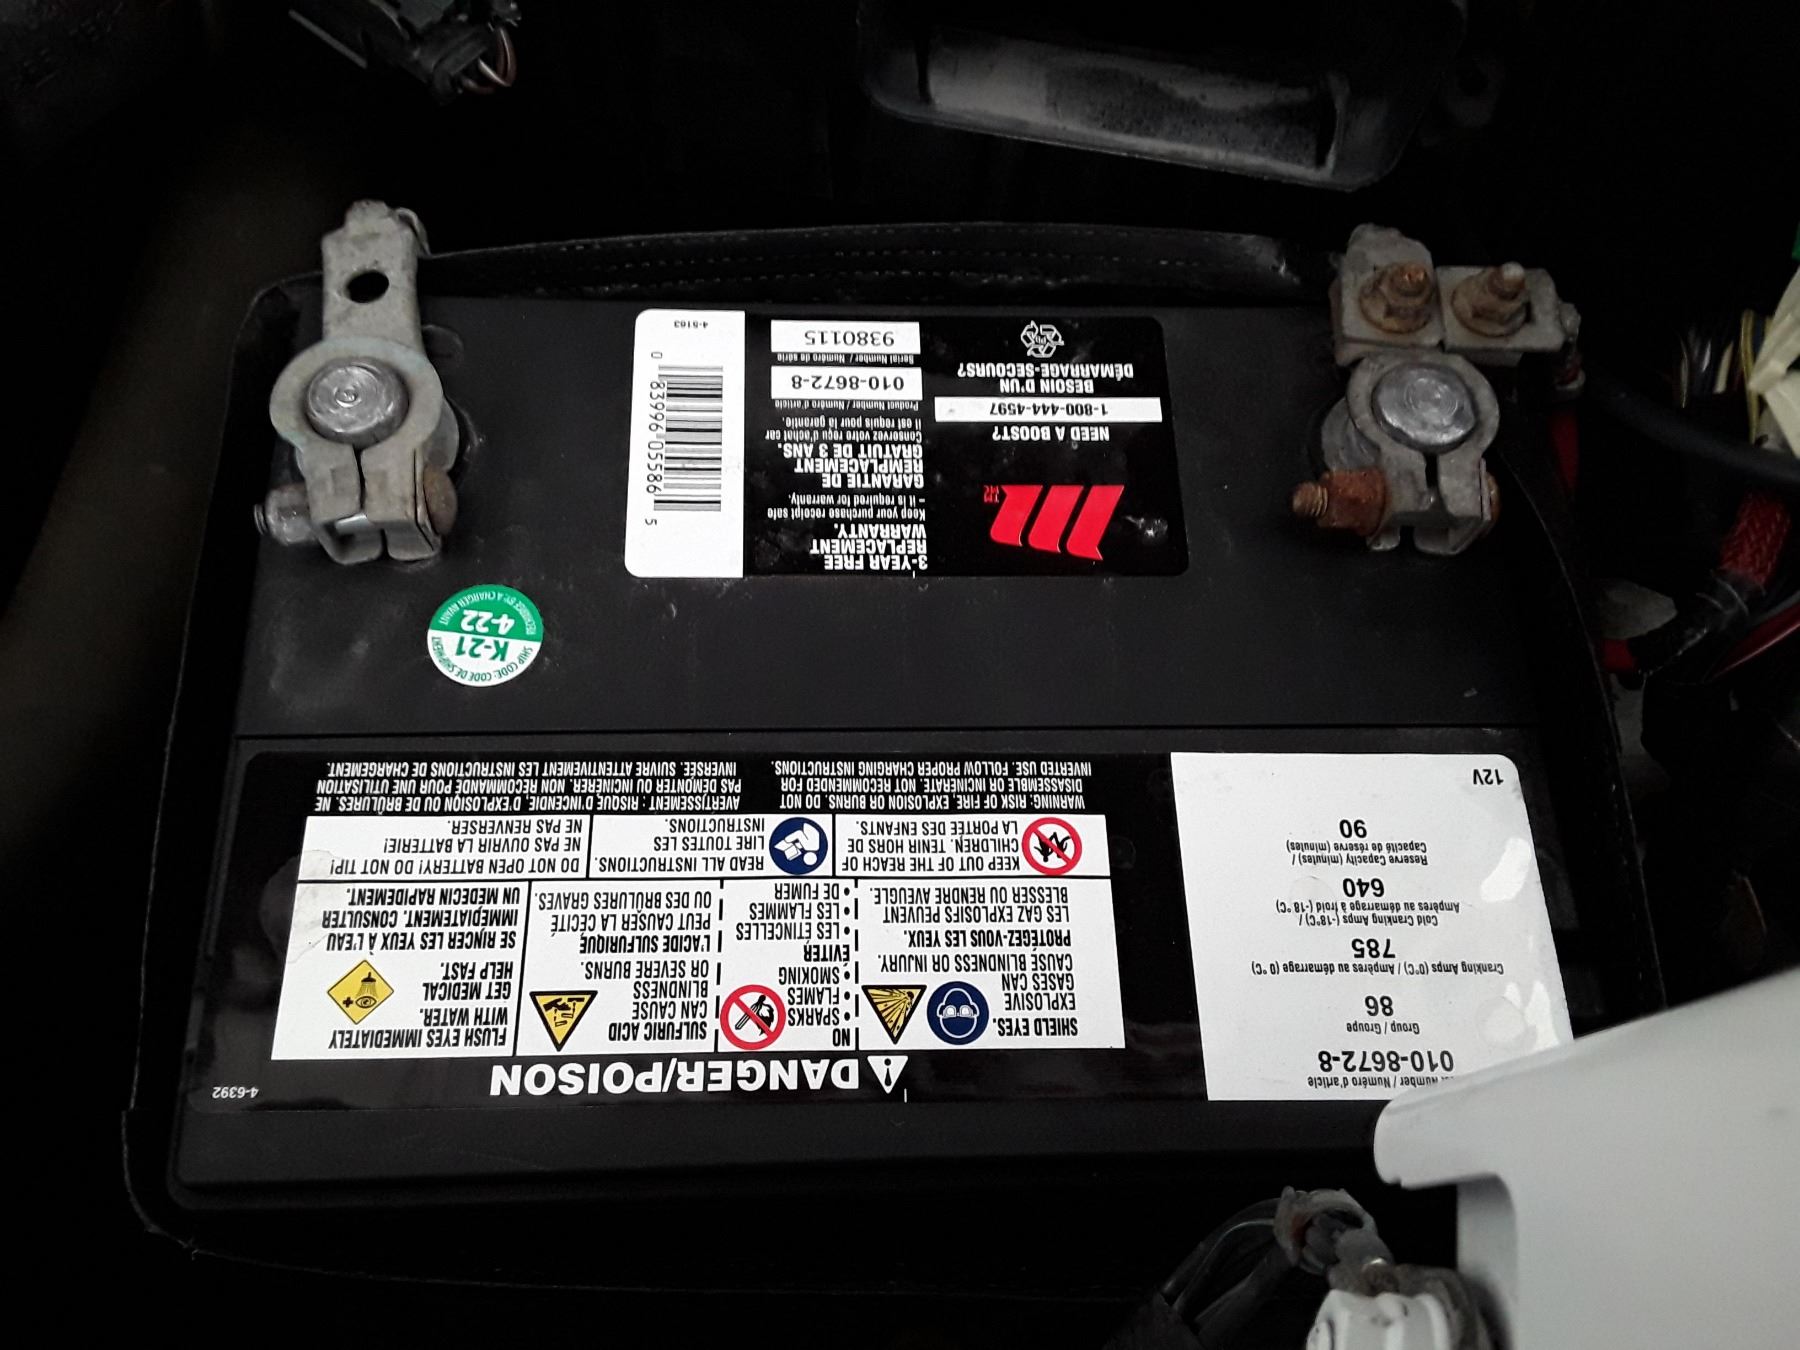 ⚠ DANGER/POISON
4-6392
SHIELD EYES.
EXPLOSIVE
GASES CAN
CAUSE BLINDNESS OR INJURY.
PROTÉGEZ-VOUS LES YEUX.
LES GAZ EXPLOSIFS PEUVENT
BLESSER OU RENDRE AVEUGLE.
NO
• SPARKS
• FLAMES
• SMOKING
ÉVITER
• LES ÉTINCELLES
• LES FLAMMES
• DE FUMER
SULFURIC ACID
CAN CAUSE
BLINDNESS
OR SEVERE BURNS.
L'ACIDE SULFURIQUE
PEUT CAUSER LA CÉCITÉ
OU DES BRÛLURES GRAVES.
FLUSH EYES IMMEDIATELY
WITH WATER.
GET MEDICAL
HELP FAST.
SE RINCER LES YEUX À L'EAU
IMMÉDIATEMENT. CONSULTER
UN MÉDECIN RAPIDEMENT.
KEEP OUT OF THE REACH OF
CHILDREN. TENIR HORS DE
LA PORTÉE DES ENFANTS.
READ ALL INSTRUCTIONS.
LIRE TOUTES LES
INSTRUCTIONS.
DO NOT OPEN BATTERY! DO NOT TIP!
NE PAS OUVRIR LA BATTERIE!
NE PAS RENVERSER.
WARNING: RISK OF FIRE, EXPLOSION OR BURNS. DO NOT
DISASSEMBLE OR INCINERATE. NOT RECOMMENDED FOR
INVERTED USE. FOLLOW PROPER CHARGING INSTRUCTIONS.
AVERTISSEMENT : RISQUE D'INCENDIE, D'EXPLOSION OU DE BRÛLURES. NE
PAS DÉMONTER OU INCINÉRER. NON RECOMMANDÉ POUR UNE UTILISATION
INVERSÉE. SUIVRE ATTENTIVEMENT LES INSTRUCTIONS DE CHARGEMENT.
/ Numéro d'article
010-8672-8
Group / Groupe
86
Cranking Amps (0°C) / Ampères au démarrage (0 °C)
785
Cold Cranking Amps (-18°C) /
Ampères au démarrage à froid (-18 °C)
640
Reserve Capacity (minutes) /
Capacité de réserve (minutes)
90
12V
SHIP CODE: CODE DE
K-21
4-22
RECHARGE BY: À CHARGER AVANT
TM
MC
NEED A BOOST?
1-800-444-4597
BESOIN D'UN
DÉMARRAGE-SECOURS?
Pb
3-YEAR FREE
REPLACEMENT
WARRANTY.
Keep your purchase receipt safe
– it is required for warranty.
GARANTIE DE
REMPLACEMENT
GRATUIT DE 3 ANS.
Conservez votre reçu d'achat car
il est requis pour la garantie.
Product Number / Numéro d'article
010-8672-8
Serial Number / Numéro de série
9380115
0 83996 05586 5
4-5163